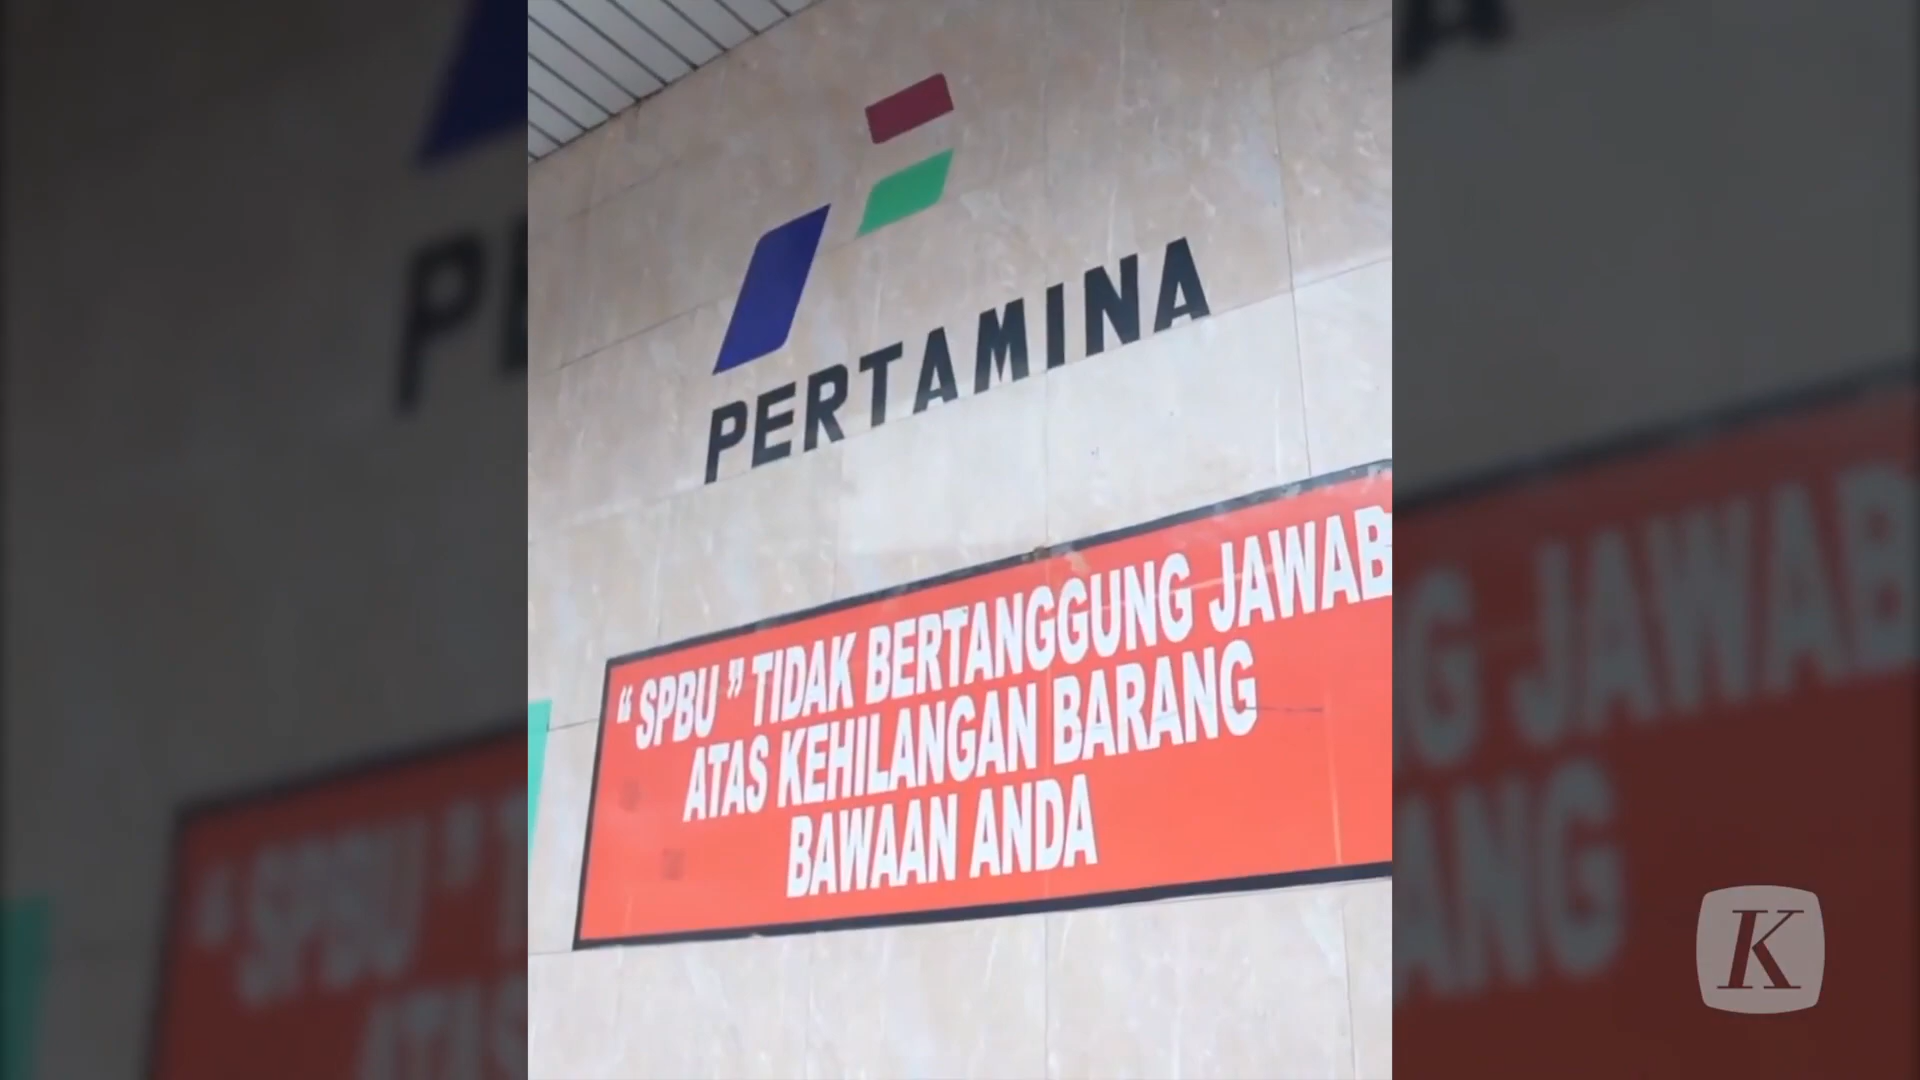 PERTAMINA
“ SPBU ” TIDAK BERTANGGUNG JAWAB
ATAS KEHILANGAN BARANG
BAWAAN ANDA
K